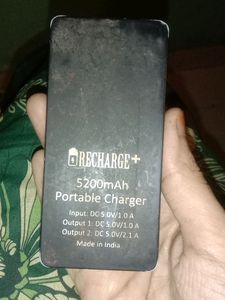 RECHARGE+
5200mAh
Portable Charger
Input: DC 5.0V/1.0 A
Output 1: DC 5.0V/1.0 A
Output 2: DC 5.0V/2.1 A
Made in India